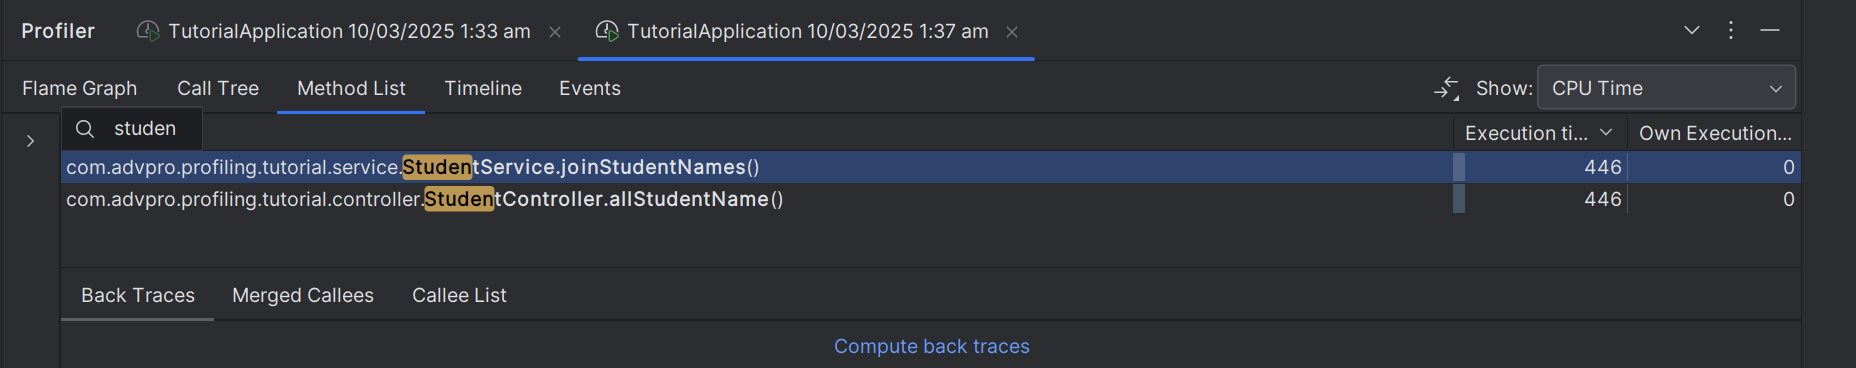 Profiler TutorialApplication 10/03/2025 1:33 am TutorialApplication 10/03/2025 1:37 am
Flame Graph Call Tree Method List Timeline Events Show: CPU Time
studen Execution ti... Own Execution...
com.advpro.profiling.tutorial.service.StudentService.joinStudentNames() 446 0
com.advpro.profiling.tutorial.controller.StudentController.allStudentName() 446 0
Back Traces Merged Callees Callee List
Compute back traces